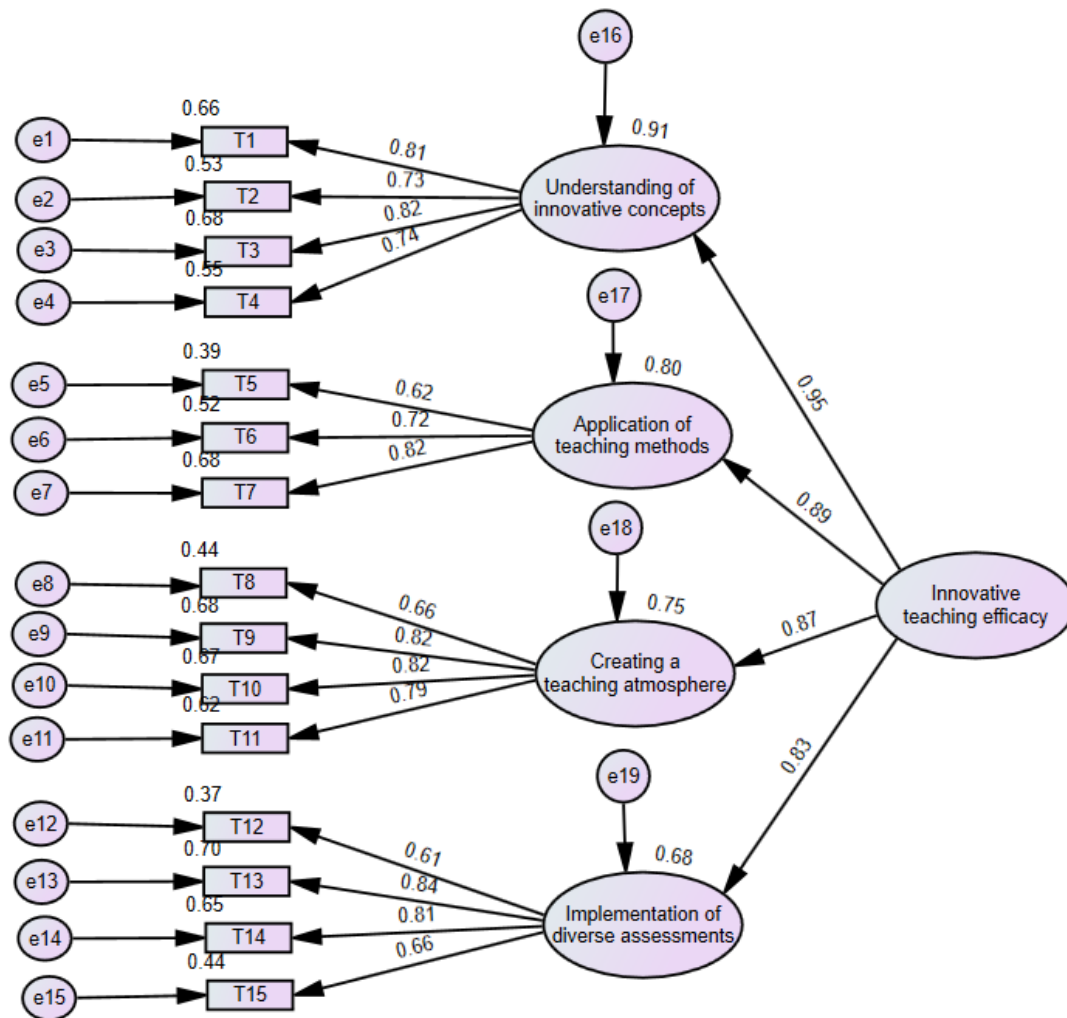 e16
0.66
0.91
e1
T1
0.81
0.53
Understanding of
innovative concepts
e2
T2
0.73
0.68
e3
T3
0.82
0.55
e4
T4
0.74
e17
0.39
0.80
e5
T5
0.62
0.52
Application of
teaching methods
e6
T6
0.72
0.68
e7
T7
0.82
0.95
0.89
e18
0.44
0.75
e8
T8
0.66
0.68
Creating a
teaching atmosphere
e9
T9
0.82
0.67
e10
T10
0.82
0.62
e11
T11
0.79
0.87
Innovative
teaching efficacy
0.83
e19
0.37
0.68
e12
T12
0.61
0.70
Implementation of
diverse assessments
e13
T13
0.84
0.65
e14
T14
0.81
0.44
e15
T15
0.66